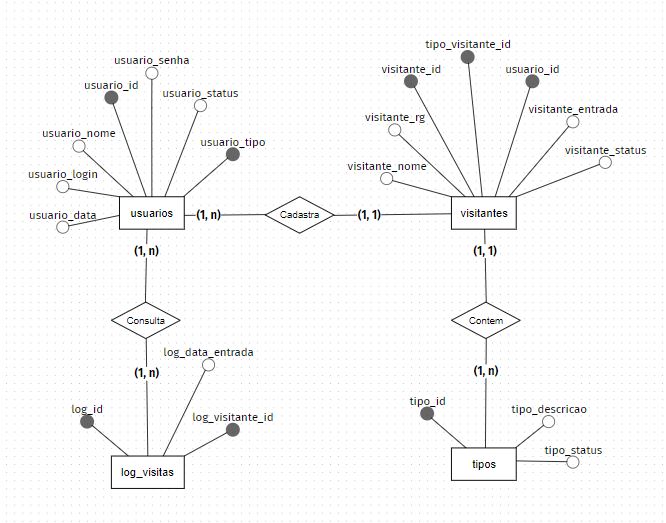 usuario_senha
usuario_id
usuario_status
usuario_nome
usuario_tipo
usuario_login
usuario_data
usuarios
(1, n)
Cadastra
(1, 1)
tipo_visitante_id
visitante_id
usuario_id
visitante_entrada
visitante_rg
visitante_status
visitante_nome
visitantes
(1, n)
Consulta
(1, n)
log_data_entrada
log_id
log_visitante_id
log_visitas
(1, 1)
Contem
(1, n)
tipo_id
tipo_descricao
tipo_status
tipos